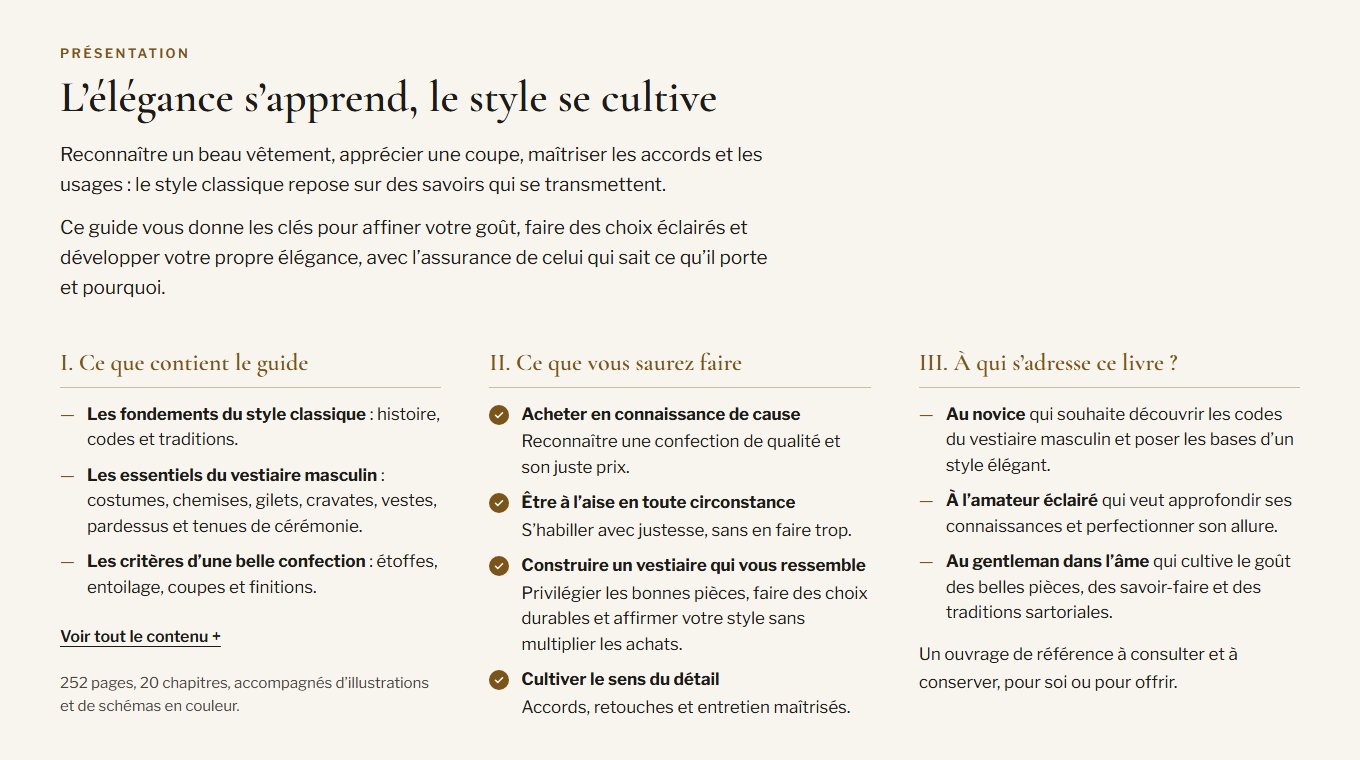 PRÉSENTATION
L’élégance s’apprend, le style se cultive
Reconnaître un beau vêtement, apprécier une coupe, maîtriser les accords et les
usages : le style classique repose sur des savoirs qui se transmettent.
Ce guide vous donne les clés pour affiner votre goût, faire des choix éclairés et
développer votre propre élégance, avec l’assurance de celui qui sait ce qu’il porte
et pourquoi.
I. Ce que contient le guide
— Les fondements du style classique : histoire,
codes et traditions.
— Les essentiels du vestiaire masculin :
costumes, chemises, gilets, cravates, vestes,
pardessus et tenues de cérémonie.
— Les critères d’une belle confection : étoffes,
entoilage, coupes et finitions.
Voir tout le contenu +
252 pages, 20 chapitres, accompagnés d’illustrations
et de schémas en couleur.
II. Ce que vous saurez faire
Acheter en connaissance de cause
Reconnaître une confection de qualité et
son juste prix.
Être à l’aise en toute circonstance
S’habiller avec justesse, sans en faire trop.
Construire un vestiaire qui vous ressemble
Privilégier les bonnes pièces, faire des choix
durables et affirmer votre style sans
multiplier les achats.
Cultiver le sens du détail
Accords, retouches et entretien maîtrisés.
III. À qui s’adresse ce livre ?
— Au novice qui souhaite découvrir les codes
du vestiaire masculin et poser les bases d’un
style élégant.
— À l’amateur éclairé qui veut approfondir ses
connaissances et perfectionner son allure.
— Au gentleman dans l’âme qui cultive le goût
des belles pièces, des savoir-faire et des
traditions sartoriales.
Un ouvrage de référence à consulter et à
conserver, pour soi ou pour offrir.